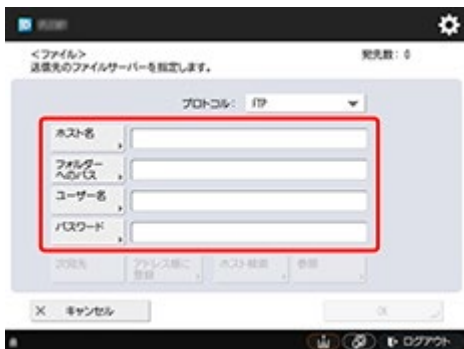 <ファイル>
送信先のファイルサーバーを指定します。
宛先数： 0
プロトコル： FTP
ホスト名
フォルダー
へのパス
ユーザー名
パスワード
次宛先
アドレス帳に
登録
ホスト検索
参照
× キャンセル
OK
ログアウト